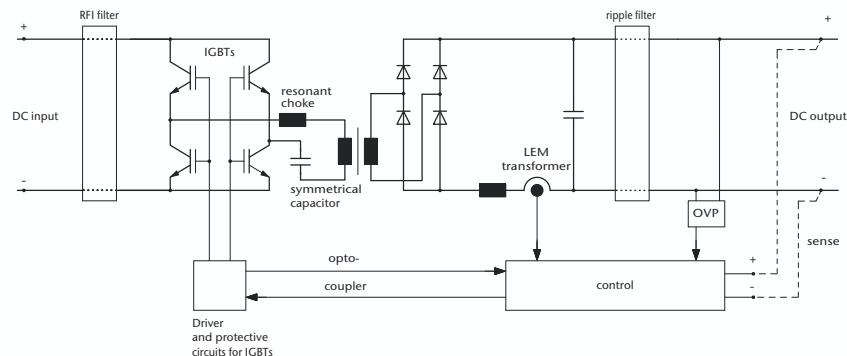 RFI filter
ripple filter
+
+
IGBTs
resonant
choke
DC input
DC output
LEM
transformer
-
symmetrical
capacitor
-
OVP
sense
opto-
+
control
coupler
-
Driver
and protective
circuits for IGBTs